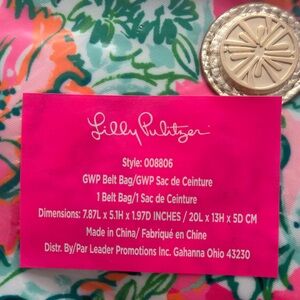 Lilly Pulitzer
Style: 008806
GWP Belt Bag/GWP Sac de Ceinture
1 Belt Bag/1 Sac de Ceinture
Dimensions: 7.87L x 5.1H x 1.97D INCHES / 20L x 13H x 5D CM
Made in China/ Fabriqué en Chine
Distr. By/Par Leader Promotions Inc. Gahanna Ohio 43230